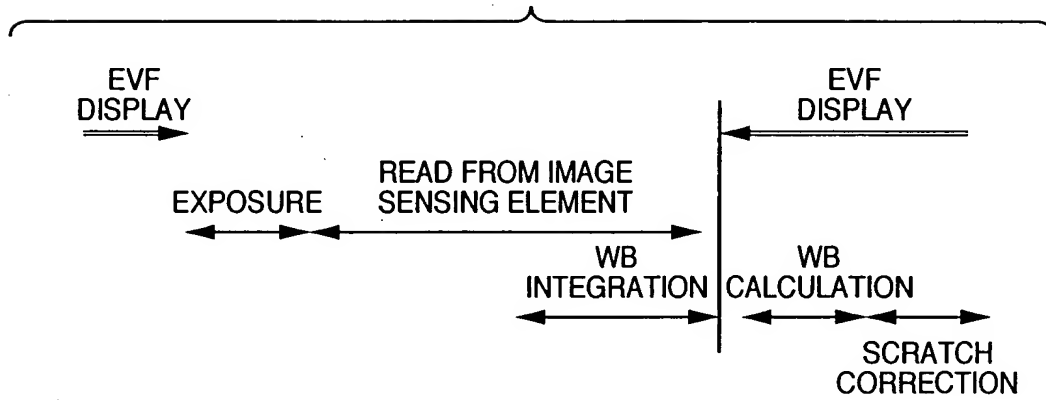 EVF
DISPLAY
EVF
DISPLAY
EXPOSURE
READ FROM IMAGE
SENSING ELEMENT
WB
INTEGRATION
WB
CALCULATION
SCRATCH
CORRECTION